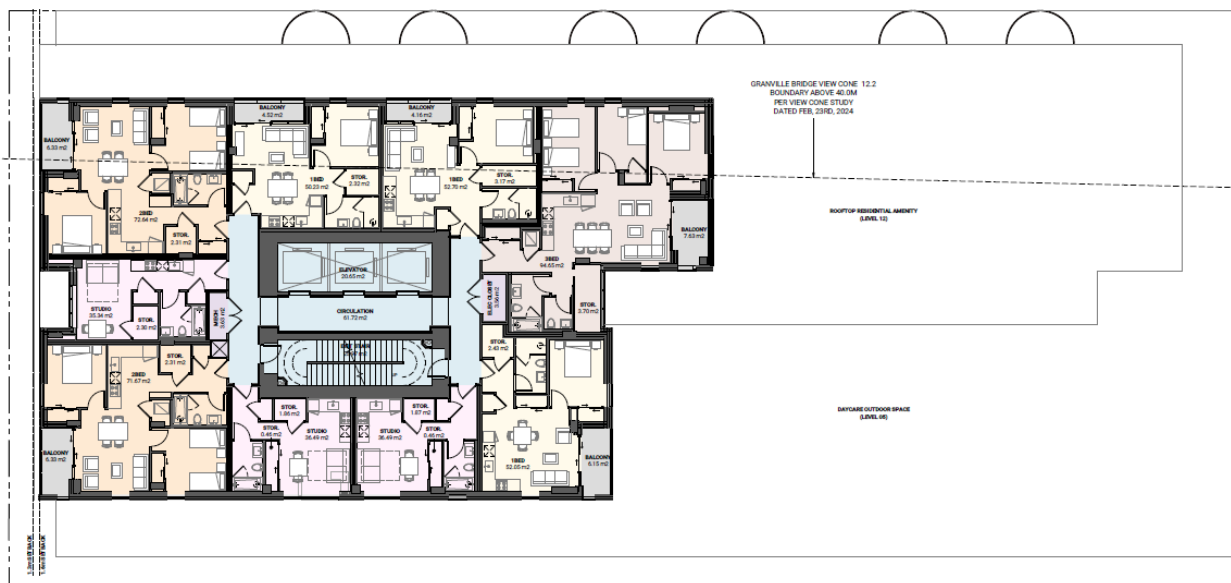 GRANVILLE BRIDGE VIEW CONE 12.2
BOUNDARY ABOVE 40.0M
PER VIEW CONE STUDY
DATED FEB, 23RD, 2024
BALCONY
6.33 m2
BALCONY
4.52 m2
BALCONY
4.16 m2
1BED
50.23 m2
STOR.
2.32 m2
1BED
52.70 m2
STOR.
3.17 m2
2BED
72.64 m2
STOR.
2.31 m2
BALCONY
7.63 m2
ROOFTOP RESIDENTIAL AMENITY
(LEVEL 12)
3BED
94.65 m2
ELEVATOR
20.65 m2
STUDIO
35.34 m2
STOR.
2.30 m2
MECH
ELEC CLOSET
STOR.
3.70 m2
CIRCULATION
61.72 m2
STOR.
2.31 m2
2BED
71.67 m2
STOR.
2.43 m2
STOR.
1.86 m2
STOR.
1.87 m2
STOR.
0.46 m2
STUDIO
36.49 m2
STUDIO
36.49 m2
STOR.
0.46 m2
BALCONY
6.33 m2
1BED
52.05 m2
BALCONY
6.15 m2
DAYCARE OUTDOOR SPACE